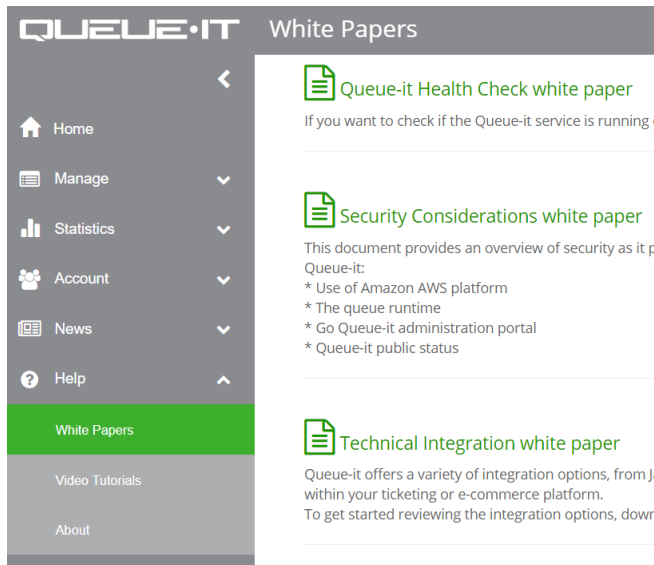 QUEUE·IT
White Papers
Home
Manage
Statistics
Account
News
Help
White Papers
Video Tutorials
About
Queue-it Health Check white paper
If you want to check if the Queue-it service is running
Security Considerations white paper
This document provides an overview of security as it
Queue-it:
* Use of Amazon AWS platform
* The queue runtime
* Go Queue-it administration portal
* Queue-it public status
Technical Integration white paper
Queue-it offers a variety of integration options, from
within your ticketing or e-commerce platform.
To get started reviewing the integration options,